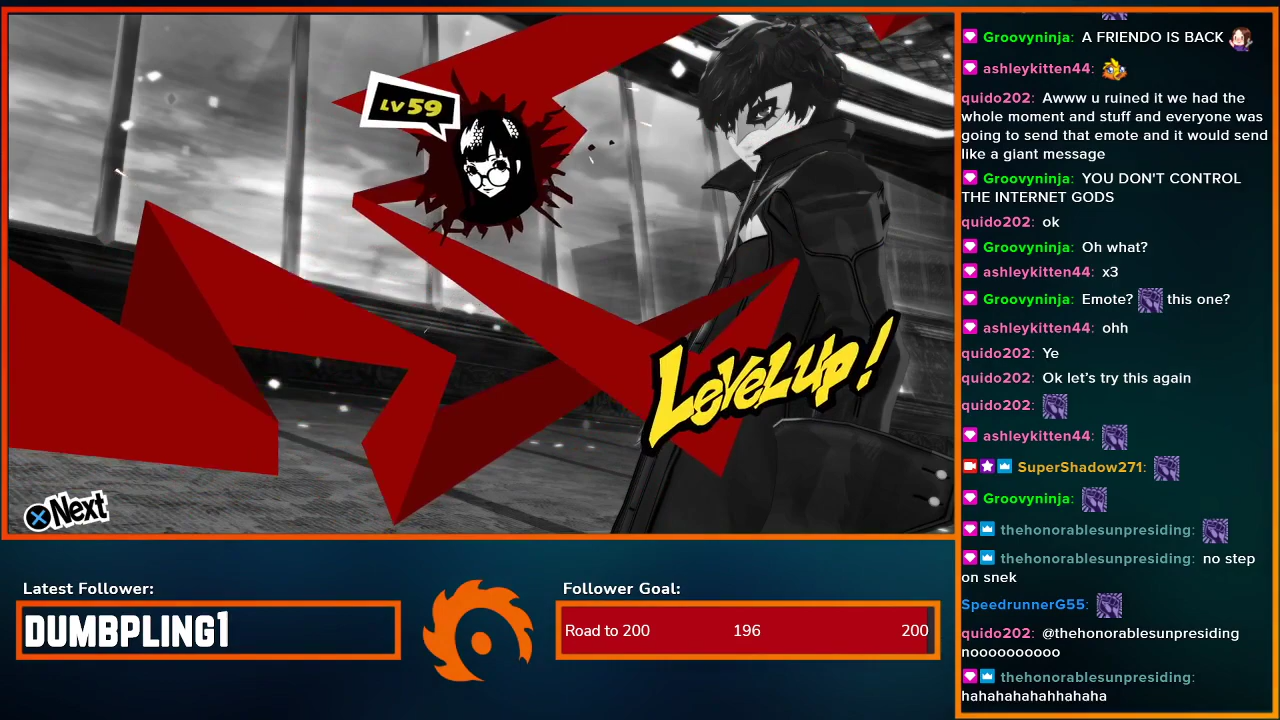 LV 59
LEVEL UP!
Next
Latest Follower:
DUMBPLING1
Follower Goal:
Road to 200 196 200
Groovyninja: A FRIENDO IS BACK
ashleykitten44:
quido202: Awww u ruined it we had the
whole moment and stuff and everyone was
going to send that emote and it would send
like a giant message
Groovyninja: YOU DON'T CONTROL
THE INTERNET GODS
quido202: ok
Groovyninja: Oh what?
ashleykitten44: x3
Groovyninja: Emote? this one?
ashleykitten44: ohh
quido202: Ye
quido202: Ok let's try this again
quido202:
ashleykitten44:
SuperShadow271:
Groovyninja:
thehonorablesunpresiding:
thehonorablesunpresiding: no step
on snek
SpeedrunnerG55:
quido202: @thehonorablesunpresiding
noooooooooo
thehonorablesunpresiding:
hahahahahahhahaha